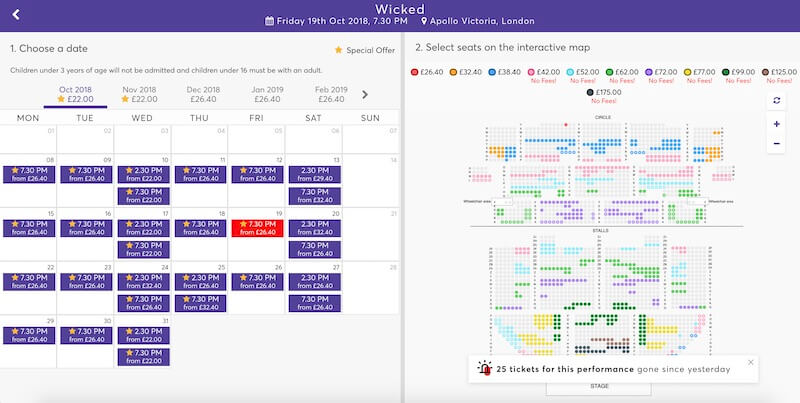 Wicked
Friday 19th Oct 2018, 7.30 PM Apollo Victoria, London
1. Choose a date
Special Offer
Children under 3 years of age will not be admitted and children under 16 must be with an adult.
Oct 2018 Nov 2018 Dec 2018 Jan 2019 Feb 2019
£22.00 £22.00 £26.40 £26.40 £26.40
MON TUE WED THU FRI SAT SUN
01 02 03 04 05 06 07
08 09 10 11 12 13 14
7.30 PM 7.30 PM 2.30 PM 7.30 PM 7.30 PM 2.30 PM
from £26.40 from £26.40 from £22.00 from £26.40 from £26.40 from £29.40
7.30 PM 7.30 PM
from £22.00 from £32.40
15 16 17 18 19 20 21
7.30 PM 7.30 PM 2.30 PM 7.30 PM 7.30 PM 2.30 PM
from £26.40 from £26.40 from £22.00 from £26.40 from £26.40 from £32.40
7.30 PM 7.30 PM
from £22.00 from £26.40
22 23 24 25 26 27 28
7.30 PM 7.30 PM 2.30 PM 2.30 PM 7.30 PM 2.30 PM
from £26.40 from £26.40 from £32.40 from £26.40 from £26.40 from £26.40
7.30 PM 7.30 PM 7.30 PM
from £26.40 from £32.40 from £26.40
29 30 31
7.30 PM 7.30 PM 2.30 PM
from £26.40 from £26.40 from £22.00
7.30 PM
from £22.00
2. Select seats on the interactive map
£26.40 £32.40 £38.40 £42.00 £52.00 £62.00 £72.00 £77.00 £99.00 £125.00
No Fees! No Fees! No Fees! No Fees! No Fees! No Fees! No Fees!
£175.00
No Fees!
CIRCLE
Wheelchair area
Wheelchair area
STALLS
25 tickets for this performance gone since yesterday
STAGE